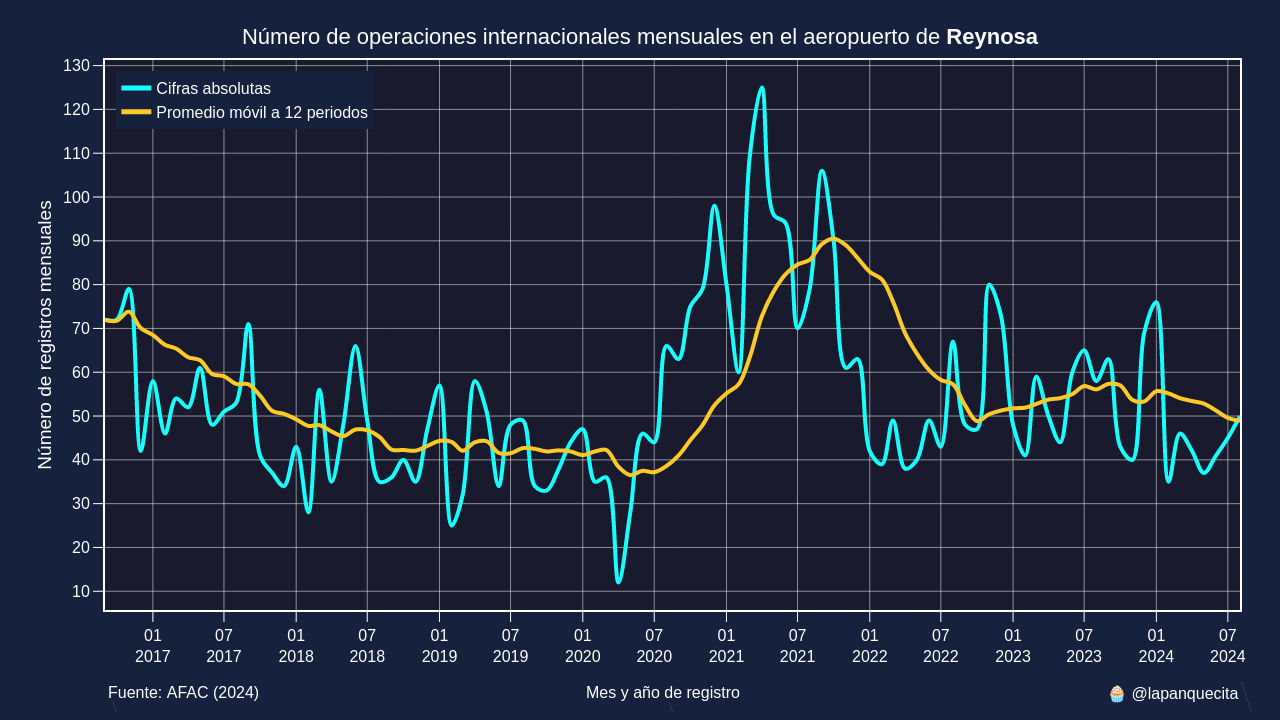 Número de operaciones internacionales mensuales en el aeropuerto de Reynosa
Cifras absolutas
Promedio móvil a 12 periodos
Número de registros mensuales
130
120
110
100
90
80
70
60
50
40
30
20
10
01 07 01 07 01 07 01 07 01 07 01 07 01 07 01 07
2017 2017 2018 2018 2019 2019 2020 2020 2021 2021 2022 2022 2023 2023 2024 2024
Fuente: AFAC (2024)
Mes y año de registro
🧁 @lapanquecita